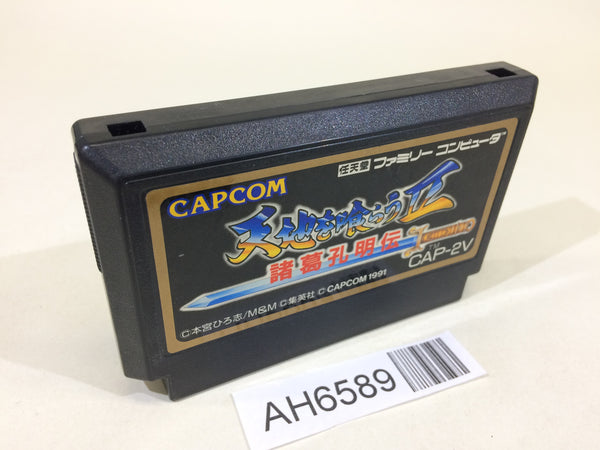 任天堂 ファミリー コンピュータ™
CAPCOM
天地を喰らうII
諸葛孔明伝
CAP-2V
©本宮ひろ志/M&M ©集英社 © CAPCOM 1991
AH6589